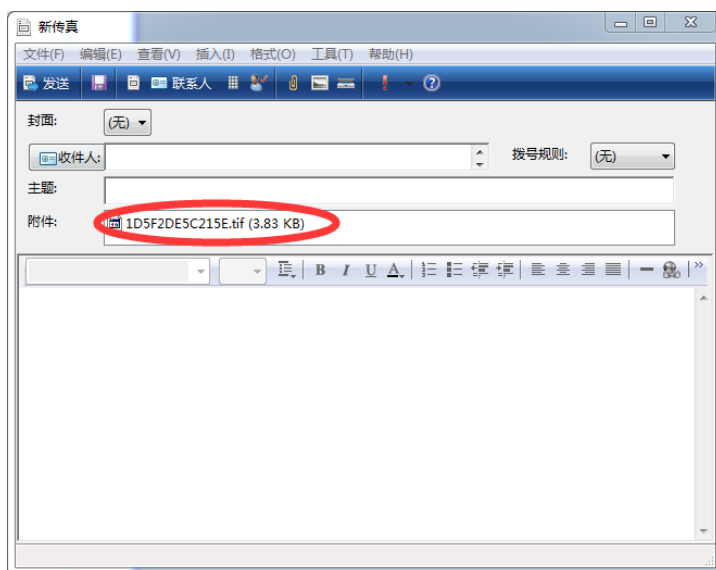 新传真
文件(F) 编辑(E) 查看(V) 插入(I) 格式(O) 工具(T) 帮助(H)
发送 联系人
封面: (无)
收件人: 拨号规则: (无)
主题:
附件: 1D5F2DE5C215E.tif (3.83 KB)
B I U A